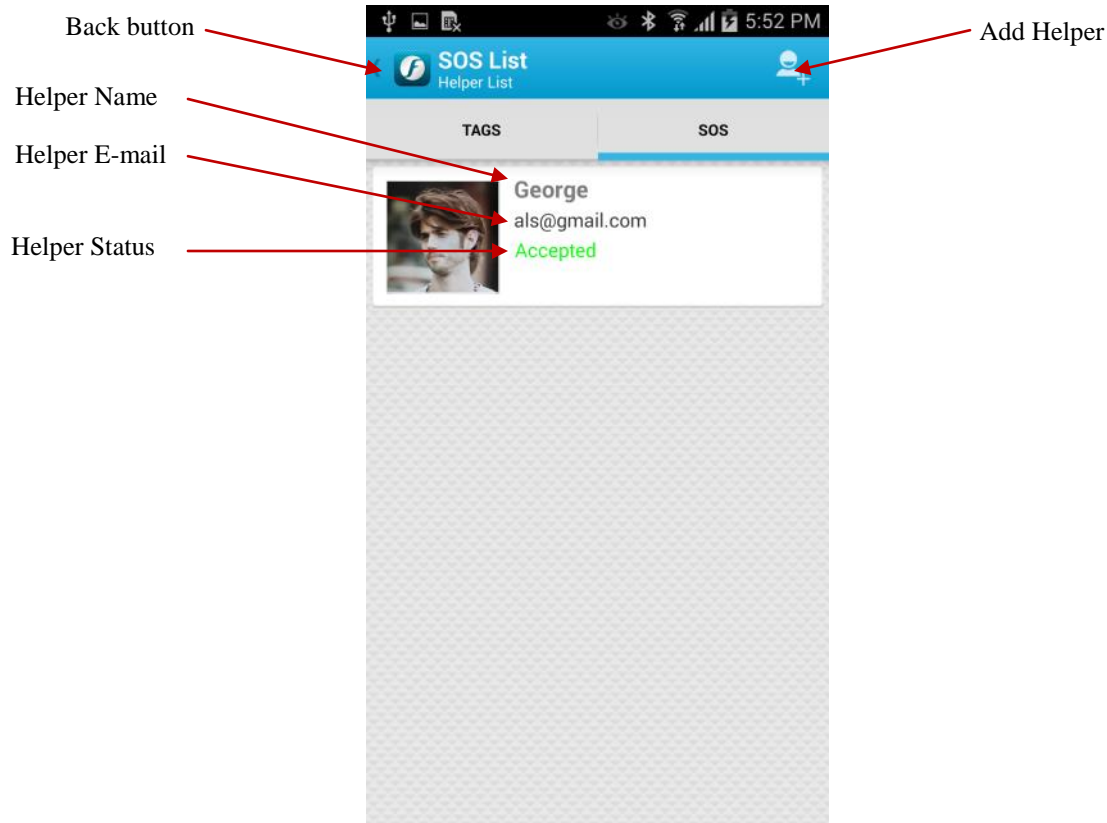 5:52 PM
Back button
Add Helper
SOS List
Helper List
Helper Name
TAGS
SOS
Helper E-mail
George
als@gmail.com
Helper Status
Accepted